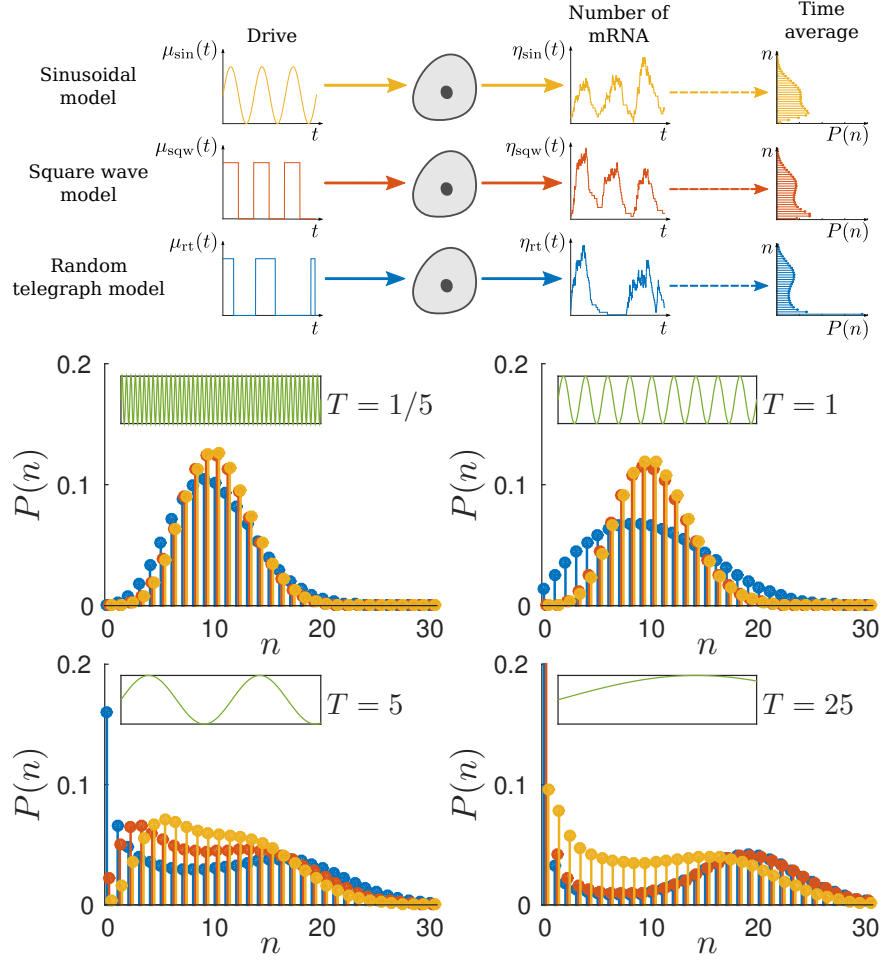 Drive
Number of
mRNA
Time
average
Sinusoidal
model
μsin(t)
t
ηsin(t)
t
n
P(n)
Square wave
model
μsqw(t)
t
ηsqw(t)
t
n
P(n)
Random
telegraph model
μrt(t)
t
ηrt(t)
t
n
P(n)
0.2
0.1
0
P(n)
T = 1/5
0 10 20 30
n
0.2
0.1
0
P(n)
T = 1
0 10 20 30
n
0.2
0.1
0
P(n)
T = 5
0 10 20 30
n
0.2
0.1
0
P(n)
T = 25
0 10 20 30
n